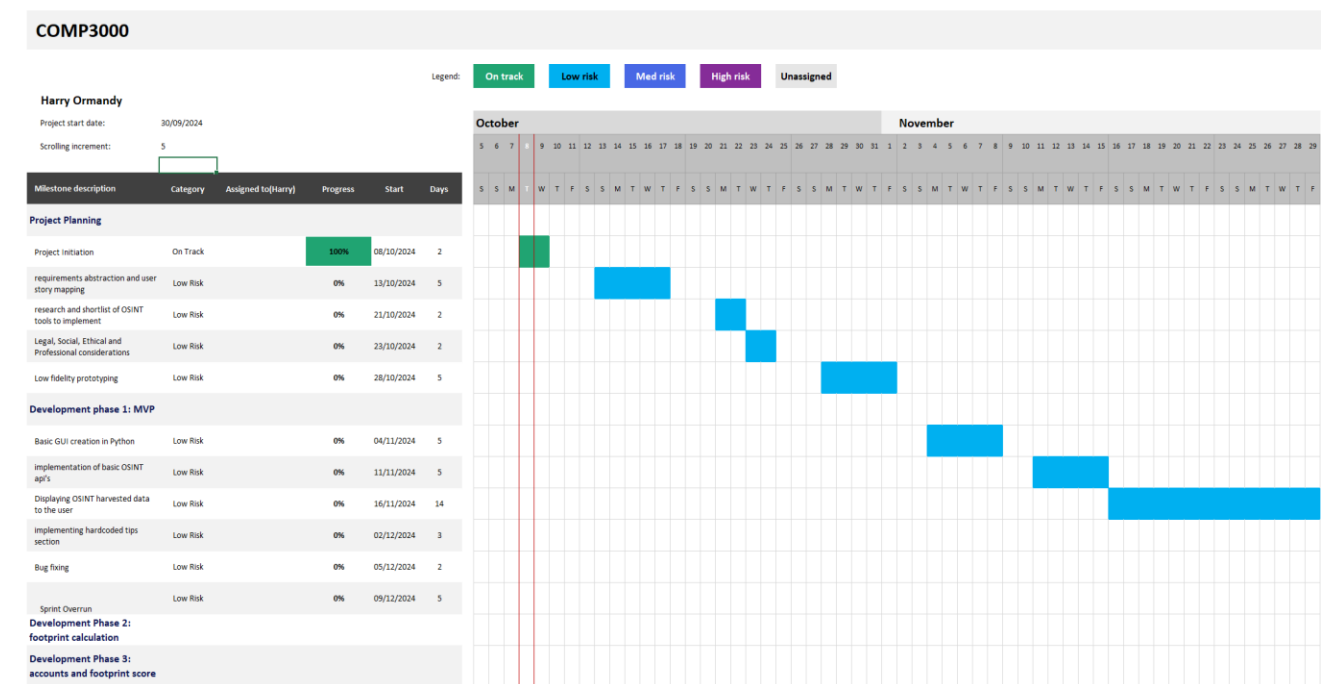 COMP3000
Legend: On track Low risk Med risk High risk Unassigned
Harry Ormandy
Project start date: 30/09/2024
October November
Scrolling increment: 5
5 6 7 8 9 10 11 12 13 14 15 16 17 18 19 20 21 22 23 24 25 26 27 28 29 30 31 1 2 3 4 5 6 7 8 9 10 11 12 13 14 15 16 17 18 19 20 21 22 23 24 25 26 27 28 29
Milestone description Category Assigned to(Harry) Progress Start Days
S S M T W T F S S M T W T F S S M T W T F S S M T W T F S S M T W T F S S M T W T F S S M T W T F S S M T W T F
Project Planning
Project Initiation On Track 100% 08/10/2024 2
requirements abstraction and user
story mapping Low Risk 0% 13/10/2024 5
research and shortlist of OSINT
tools to implement Low Risk 0% 21/10/2024 2
Legal, Social, Ethical and
Professional considerations Low Risk 0% 23/10/2024 2
Low fidelity prototyping Low Risk 0% 28/10/2024 5
Development phase 1: MVP
Basic GUI creation in Python Low Risk 0% 04/11/2024 5
implementation of basic OSINT
api's Low Risk 0% 11/11/2024 5
Displaying OSINT harvested data
to the user Low Risk 0% 16/11/2024 14
implementing hardcoded tips
section Low Risk 0% 02/12/2024 3
Bug fixing Low Risk 0% 05/12/2024 2
Low Risk 0% 09/12/2024 5
Sprint Overrun
Development Phase 2:
footprint calculation
Development Phase 3:
accounts and footprint score